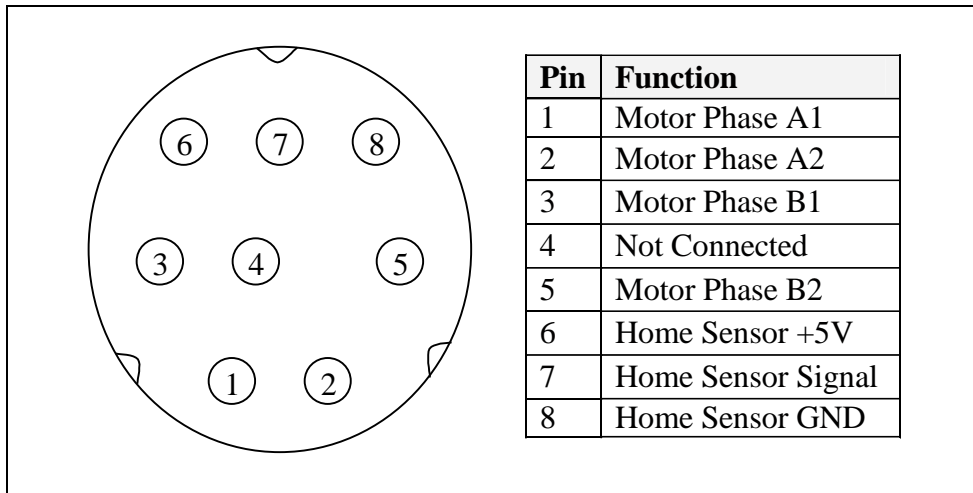 6 7 8
3 4 5
1 2
Pin Function
1 Motor Phase A1
2 Motor Phase A2
3 Motor Phase B1
4 Not Connected
5 Motor Phase B2
6 Home Sensor +5V
7 Home Sensor Signal
8 Home Sensor GND